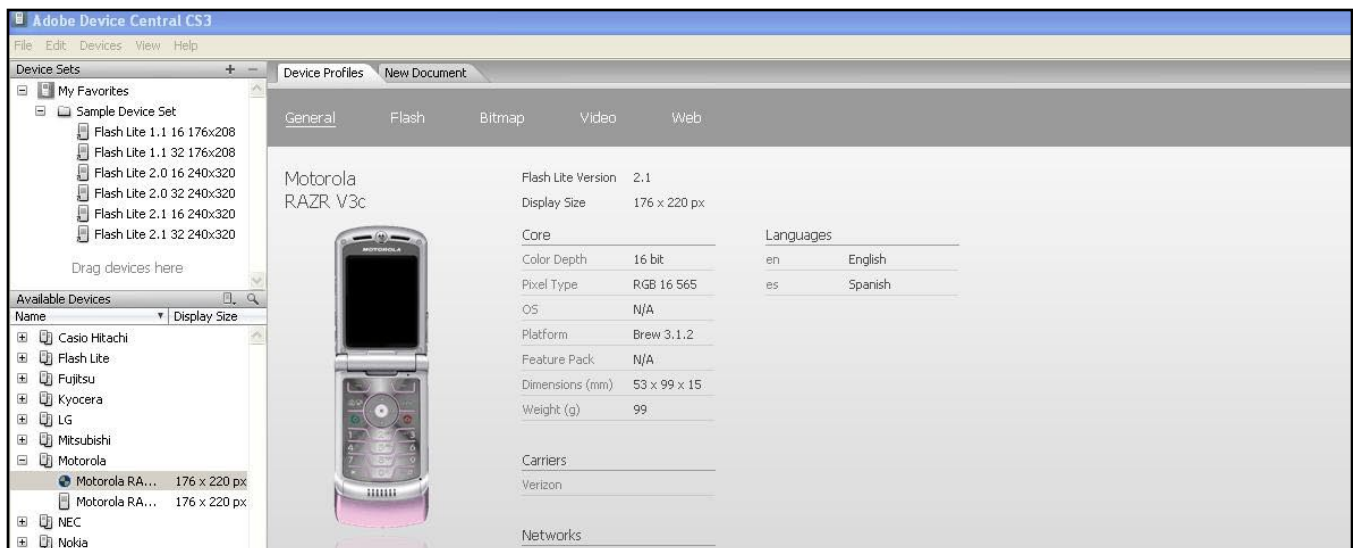 Adobe Device Central CS3
File Edit Devices View Help
Device Sets + −
My Favorites
Sample Device Set
Flash Lite 1.1 16 176x208
Flash Lite 1.1 32 176x208
Flash Lite 2.0 16 240x320
Flash Lite 2.0 32 240x320
Flash Lite 2.1 16 240x320
Flash Lite 2.1 32 240x320
Drag devices here
Available Devices
Name Display Size
Casio Hitachi
Flash Lite
Fujitsu
Kyocera
LG
Mitsubishi
Motorola
Motorola RA... 176 x 220 px
Motorola RA... 176 x 220 px
NEC
Nokia
Device Profiles New Document
General Flash Bitmap Video Web
Motorola
RAZR V3c
MOTOROLA
Flash Lite Version 2.1
Display Size 176 x 220 px
Core
Color Depth 16 bit
Pixel Type RGB 16 565
OS N/A
Platform Brew 3.1.2
Feature Pack N/A
Dimensions (mm) 53 x 99 x 15
Weight (g) 99
Carriers
Verizon
Networks
Languages
en English
es Spanish